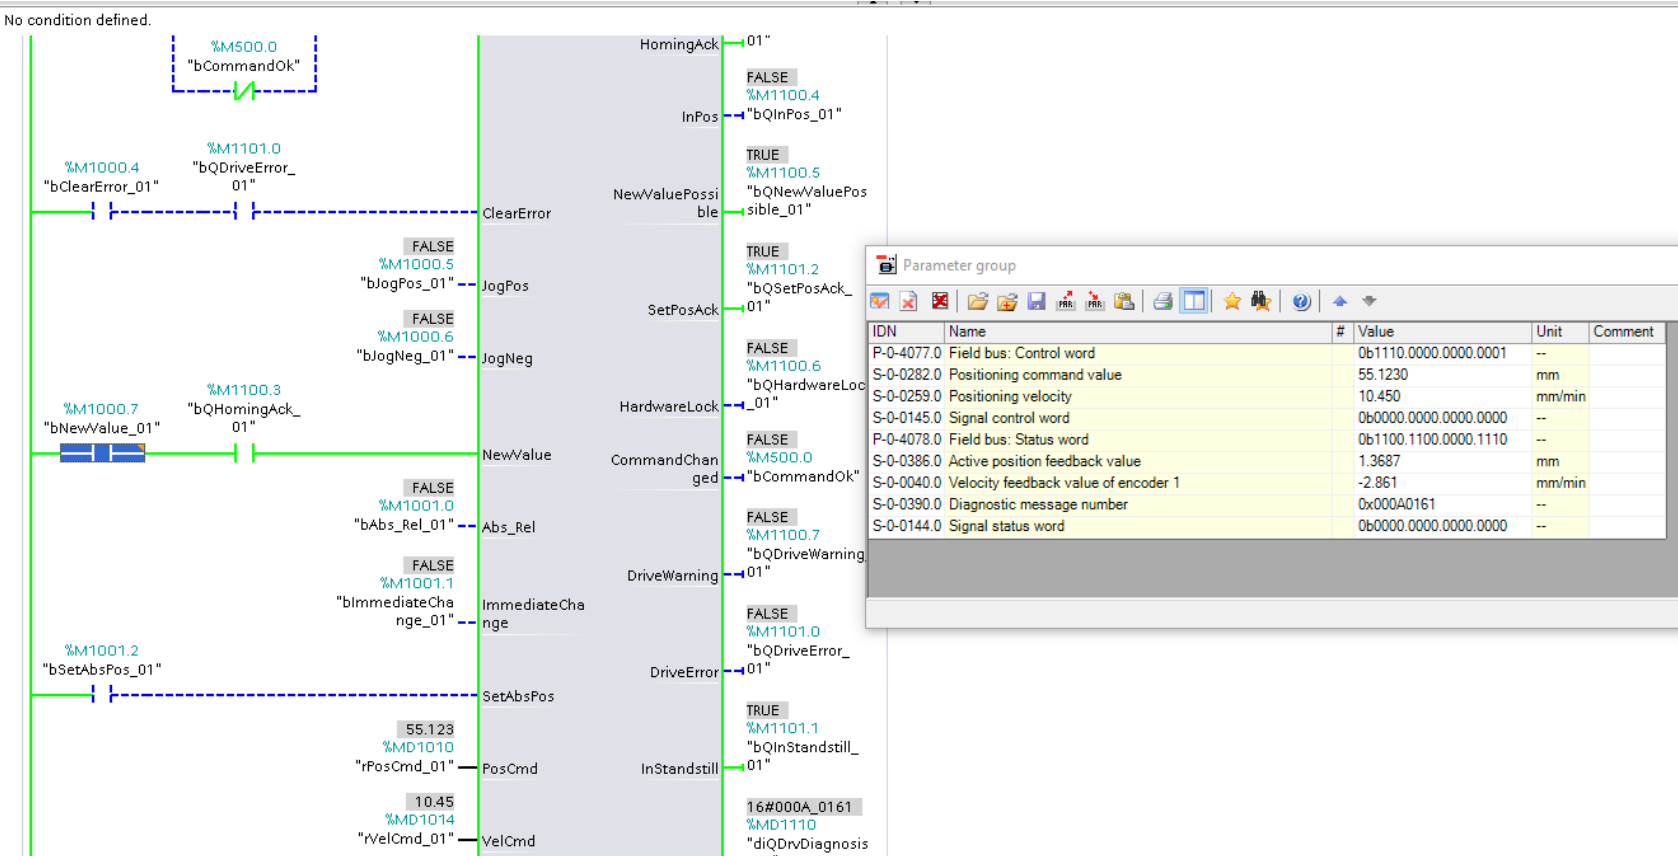 No condition defined.
%M500.0
"bCommandOk"
%M1000.4
"bClearError_01"
%M1101.0
"bQDriveError_
01"
ClearError
FALSE
%M1000.5
"bJogPos_01"
JogPos
FALSE
%M1000.6
"bJogNeg_01"
JogNeg
%M1000.7
"bNewValue_01"
%M1100.3
"bQHomingAck_
01"
NewValue
FALSE
%M1001.0
"bAbs_Rel_01"
Abs_Rel
FALSE
%M1001.1
"bImmediateCha
nge_01"
ImmediateCha
nge
%M1001.2
"bSetAbsPos_01"
SetAbsPos
55.123
%MD1010
"rPosCmd_01"
PosCmd
10.45
%MD1014
"rVelCmd_01"
VelCmd
HomingAck
01"
FALSE
%M1100.4
InPos
"bQInPos_01"
TRUE
%M1100.5
"bQNewValuePos
sible_01"
NewValuePossi
ble
TRUE
%M1101.2
"bQSetPosAck_
01"
SetPosAck
FALSE
%M1100.6
"bQHardwareLoc
_01"
HardwareLock
FALSE
%M500.0
"bCommandOk"
CommandChan
ged
FALSE
%M1100.7
"bQDriveWarning
01"
DriveWarning
FALSE
%M1101.0
"bQDriveError_
01"
DriveError
TRUE
%M1101.1
"bQInStandstill_
01"
InStandstill
16#000A_0161
%MD1110
"diQDrvDiagnosis
Parameter group
PAR PAR
IDN Name # Value Unit Comment
P-0-4077.0 Field bus: Control word 0b1110.0000.0000.0001 --
S-0-0282.0 Positioning command value 55.1230 mm
S-0-0259.0 Positioning velocity 10.450 mm/min
S-0-0145.0 Signal control word 0b0000.0000.0000.0000 --
P-0-4078.0 Field bus: Status word 0b1100.1100.0000.1110 --
S-0-0386.0 Active position feedback value 1.3687 mm
S-0-0040.0 Velocity feedback value of encoder 1 -2.861 mm/min
S-0-0390.0 Diagnostic message number 0x000A0161 --
S-0-0144.0 Signal status word 0b0000.0000.0000.0000 --